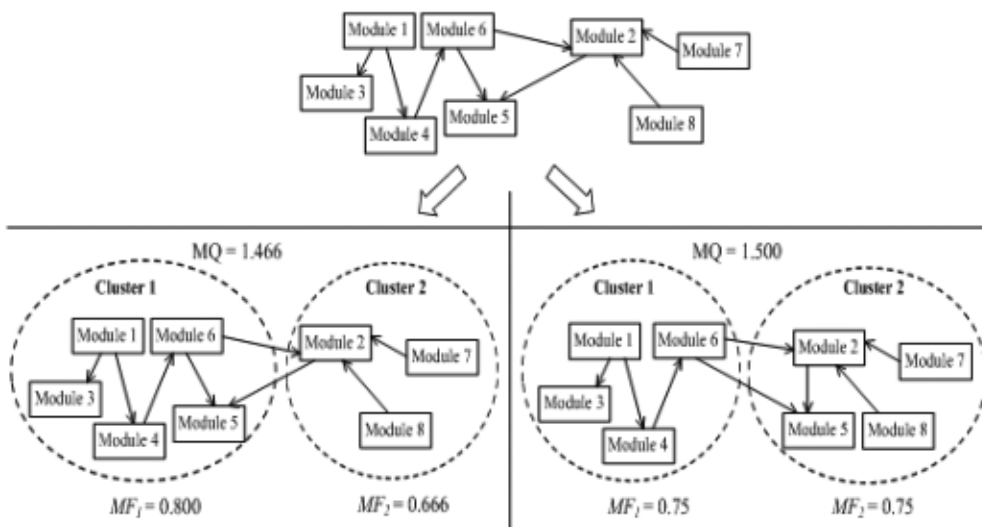 Module 1
Module 6
Module 2
Module 7
Module 3
Module 4
Module 5
Module 8
MQ = 1.466
Cluster 1
Cluster 2
Module 1
Module 6
Module 2
Module 7
Module 3
Module 4
Module 5
Module 8
MF1 = 0.800
MF2 = 0.666
MQ = 1.500
Cluster 1
Cluster 2
Module 1
Module 6
Module 2
Module 7
Module 3
Module 4
Module 5
Module 8
MF1 = 0.75
MF2 = 0.75